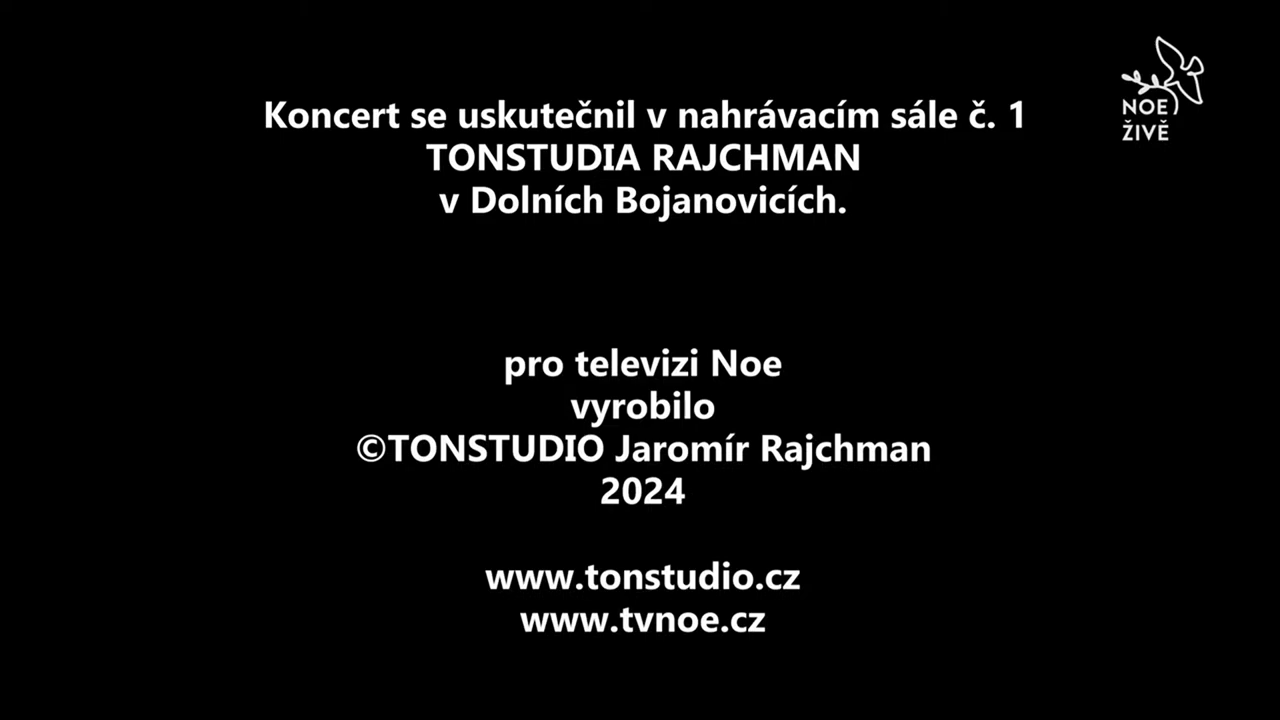 Koncert se uskutečnil v nahrávacím sále č. 1
TONSTUDIA RAJCHMAN
v Dolních Bojanovicích.
pro televizi Noe
vyrobilo
©TONSTUDIO Jaromír Rajchman
2024
www.tonstudio.cz
www.tvnoe.cz
NOE
ŽIVĚ